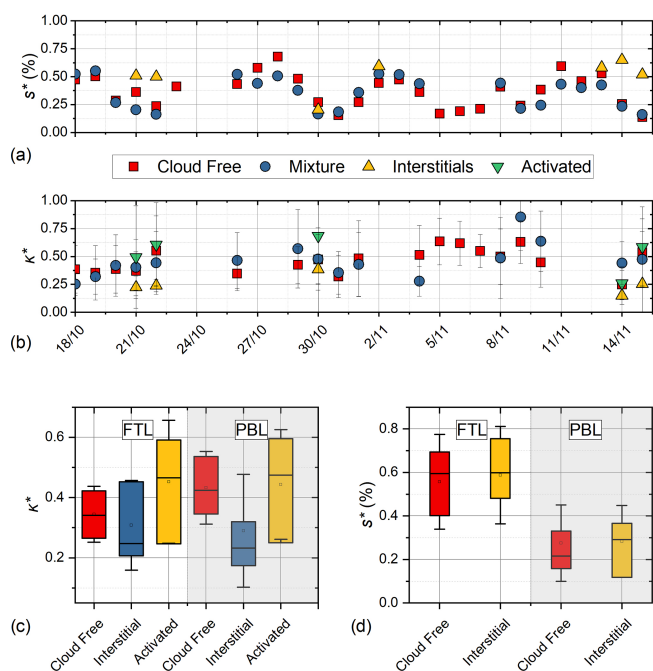 1.00
0.75
0.50
0.25
0.00
s* (%)
(a)
Cloud Free Mixture Interstitials Activated
1.00
0.75
0.50
0.25
0.00
κ*
(b)
18/10 21/10 24/10 27/10 30/10 2/11 5/11 8/11 11/11 14/11
FTL PBL
0.6
0.4
0.2
κ*
(c)
Cloud Free Interstitial Activated Cloud Free Interstitial Activated
FTL PBL
0.8
0.6
0.4
0.2
0.0
s* (%)
(d)
Cloud Free Interstitial Cloud Free Interstitial